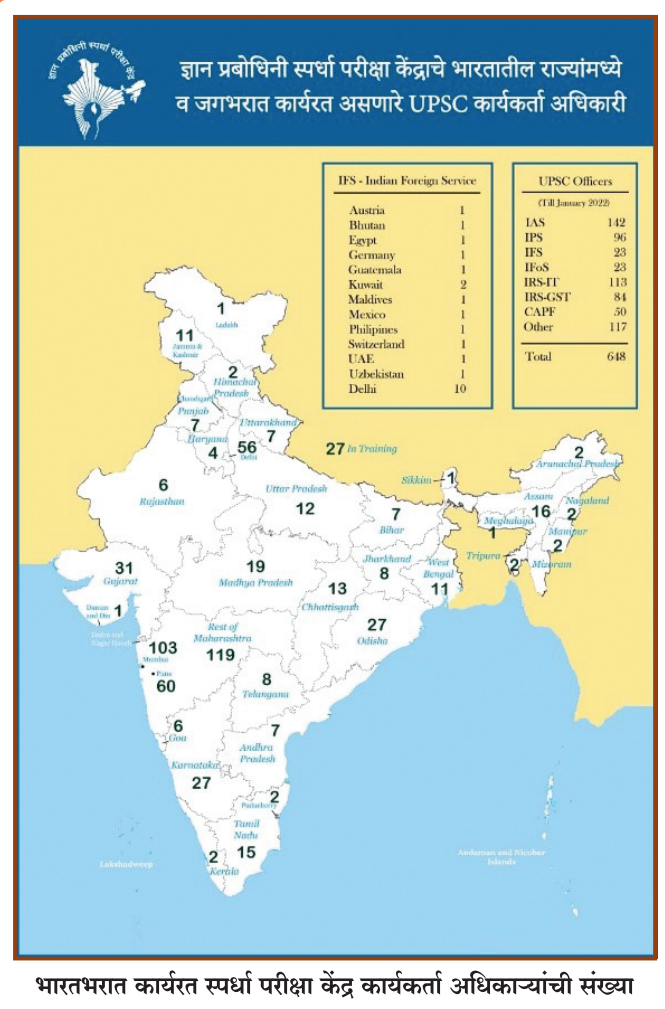 ज्ञान प्रबोधिनी स्पर्धा परीक्षा केंद्र
ज्ञान प्रबोधिनी स्पर्धा परीक्षा केंद्राचे भारतातील राज्यांमध्ये
व जगभरात कार्यरत असणारे UPSC कार्यकर्ता अधिकारी
IFS - Indian Foreign Service
Austria 1
Bhutan 1
Egypt 1
Germany 1
Guatemala 1
Kuwait 2
Maldives 1
Mexico 1
Philipines 1
Switzerland 1
UAE 1
Uzbekistan 1
Delhi 10
UPSC Officers
(Till January 2022)
IAS 142
IPS 96
IFS 23
IFoS 23
IRS-IT 113
IRS-GST 84
CAPF 50
Other 117
Total 648
1
Ladakh
11
Jammu &
Kashmir
2
Himachal
Pradesh
Chandigarh
Punjab
7
Uttarakhand
7
Haryana
4
56
Delhi
27 In Training
6
Rajasthan
Uttar Pradesh
12
Sikkim 1
2
Arunachal Pradesh
Assam
16
Nagaland
2
Meghalaya
1
Manipur
2
Tripura
2
Mizoram
7
Bihar
Jharkhand
8
West
Bengal
11
31
Gujarat
19
Madhya Pradesh
13
Chhattisgarh
27
Odisha
Daman
and Diu
1
Dadra and
Nagar Haveli
Rest of
Maharashtra
119
103
Mumbai
Pune
60
8
Telangana
6
Goa
7
Andhra
Pradesh
Karnataka
27
2
Puducherry
Tamil
Nadu
15
2
Kerala
Lakshadweep
Andaman and Nicobar
Islands
भारतभरात कार्यरत स्पर्धा परीक्षा केंद्र कार्यकर्ता अधिकाऱ्यांची संख्या